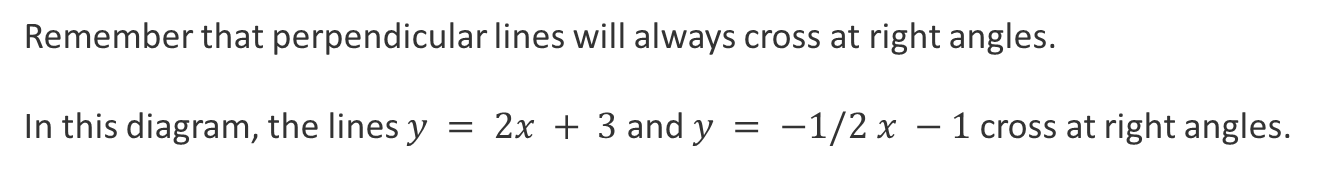 Remember that perpendicular lines will always cross at right angles.
In this diagram, the lines y = 2x + 3 and y = −1/2 x − 1 cross at right angles.